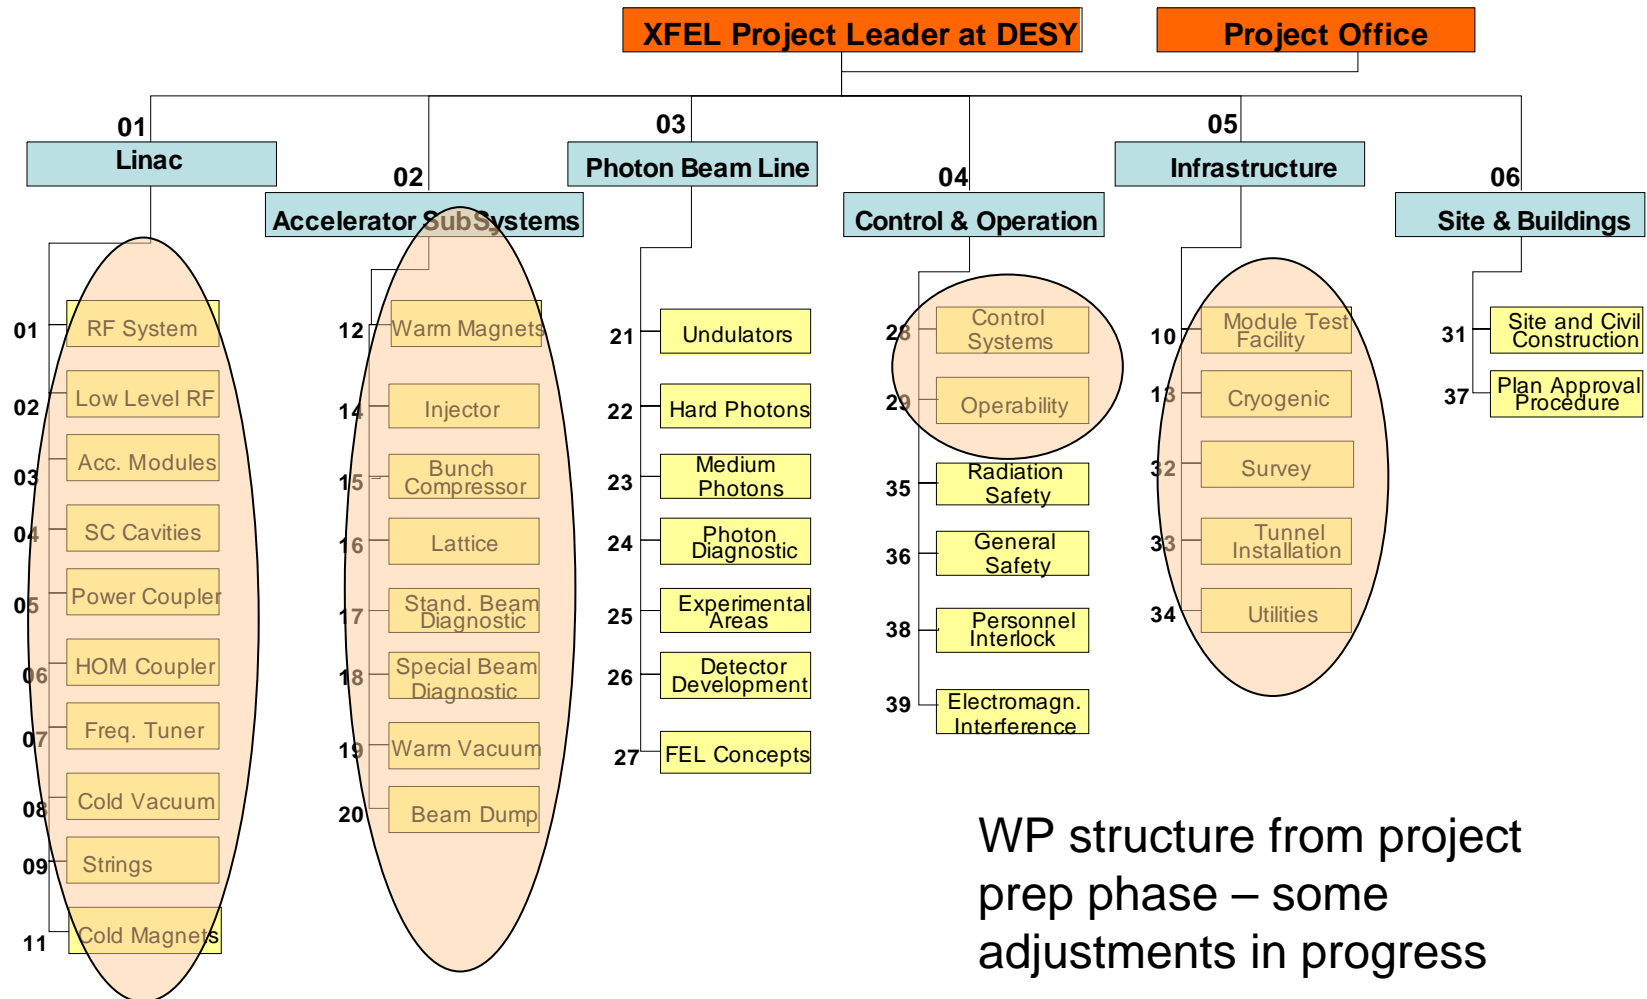 XFEL Project Leader at DESY
Project Office
01
Linac
02
Accelerator SubSystems
03
Photon Beam Line
04
Control & Operation
05
Infrastructure
06
Site & Buildings
01
RF System
02
Low Level RF
03
Acc. Modules
04
SC Cavities
05
Power Coupler
06
HOM Coupler
07
Freq. Tuner
08
Cold Vacuum
09
Strings
11
Cold Magnets
12
Warm Magnets
14
Injector
15
Bunch
Compressor
16
Lattice
17
Stand. Beam
Diagnostic
18
Special Beam
Diagnostic
19
Warm Vacuum
20
Beam Dump
21
Undulators
22
Hard Photons
23
Medium
Photons
24
Photon
Diagnostic
25
Experimental
Areas
26
Detector
Development
27
FEL Concepts
28
Control
Systems
29
Operability
35
Radiation
Safety
36
General
Safety
38
Personnel
Interlock
39
Electromagn.
Interference
10
Module Test
Facility
13
Cryogenic
32
Survey
33
Tunnel
Installation
34
Utilities
31
Site and Civil
Construction
37
Plan Approval
Procedure
WP structure from project
prep phase – some
adjustments in progress